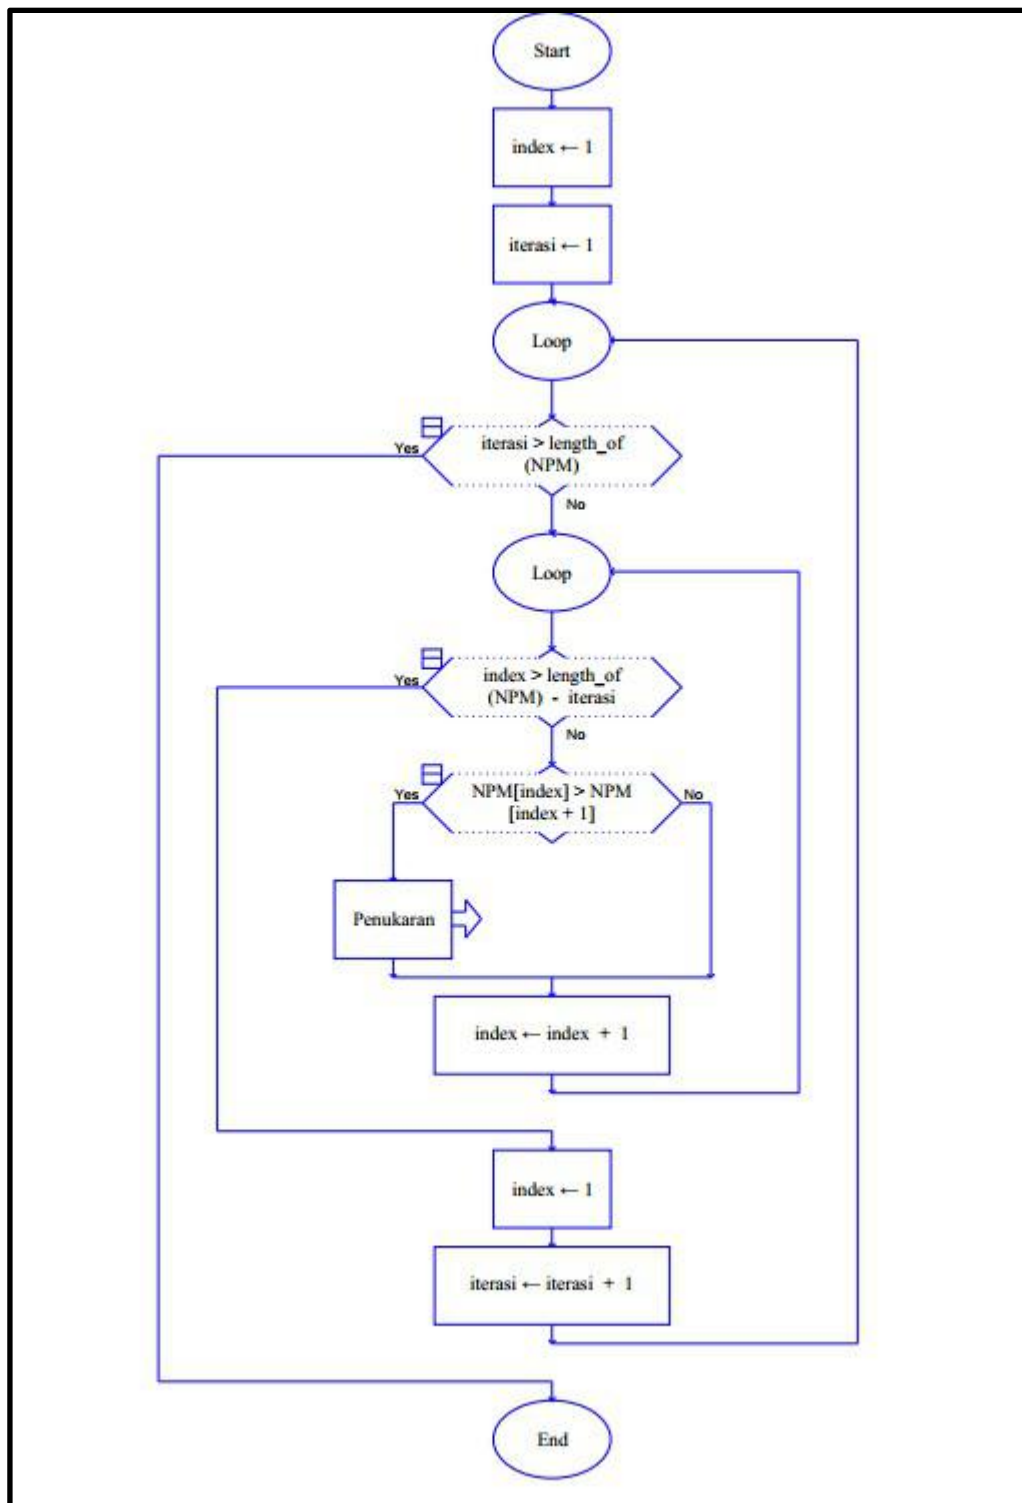 Start
index ← 1
iterasi ← 1
Loop
iterasi > length_of
(NPM)
Yes
No
Loop
index > length_of
(NPM) - iterasi
Yes
No
NPM[index] > NPM
[index + 1]
Yes
No
Penukaran
index ← index + 1
index ← 1
iterasi ← iterasi + 1
End